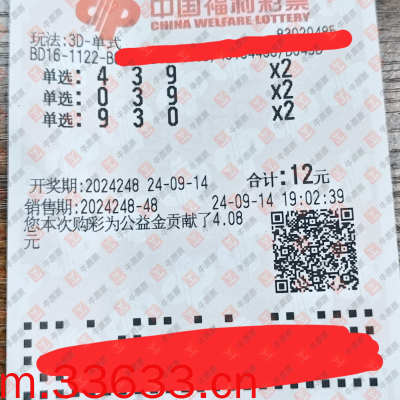 中国福利彩票
CHINA WELFARE LOTTERY
玩法:3D-单式
BD16-1122-B
单选: 4 3 9 x2
单选: 0 3 9 x2
单选: 9 3 0 x2
开奖期:2024248 24-09-14 合计:12元
销售期:2024248-48 24-09-14 19:02:39
您本次购彩为公益金贡献了4.08
元
m.33633.cn